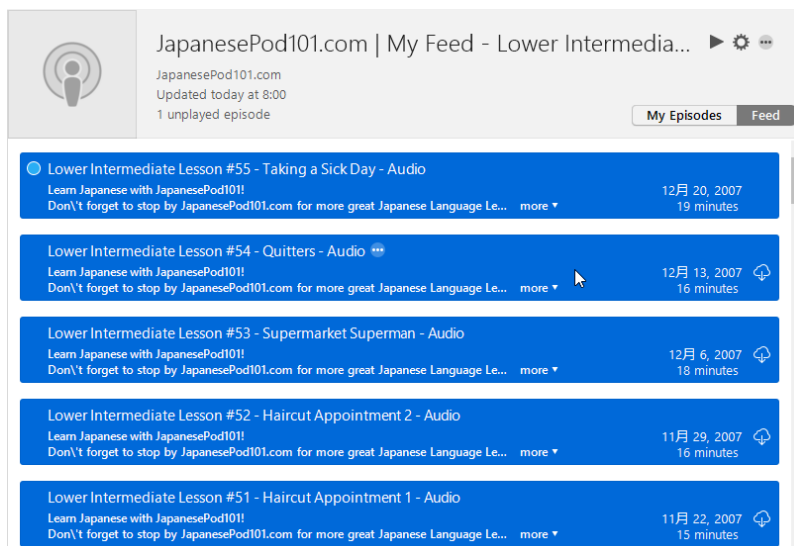 JapanesePod101.com | My Feed - Lower Intermedia...
JapanesePod101.com
Updated today at 8:00
1 unplayed episode
My Episodes
Feed
Lower Intermediate Lesson #55 - Taking a Sick Day - Audio
Learn Japanese with JapanesePod101!
Don\'t forget to stop by JapanesePod101.com for more great Japanese Language Le... more
12月 20, 2007
19 minutes
Lower Intermediate Lesson #54 - Quitters - Audio
Learn Japanese with JapanesePod101!
Don\'t forget to stop by JapanesePod101.com for more great Japanese Language Le... more
12月 13, 2007
16 minutes
Lower Intermediate Lesson #53 - Supermarket Superman - Audio
Learn Japanese with JapanesePod101!
Don\'t forget to stop by JapanesePod101.com for more great Japanese Language Le... more
12月 6, 2007
18 minutes
Lower Intermediate Lesson #52 - Haircut Appointment 2 - Audio
Learn Japanese with JapanesePod101!
Don\'t forget to stop by JapanesePod101.com for more great Japanese Language Le... more
11月 29, 2007
16 minutes
Lower Intermediate Lesson #51 - Haircut Appointment 1 - Audio
Learn Japanese with JapanesePod101!
Don\'t forget to stop by JapanesePod101.com for more great Japanese Language Le... more
11月 22, 2007
15 minutes